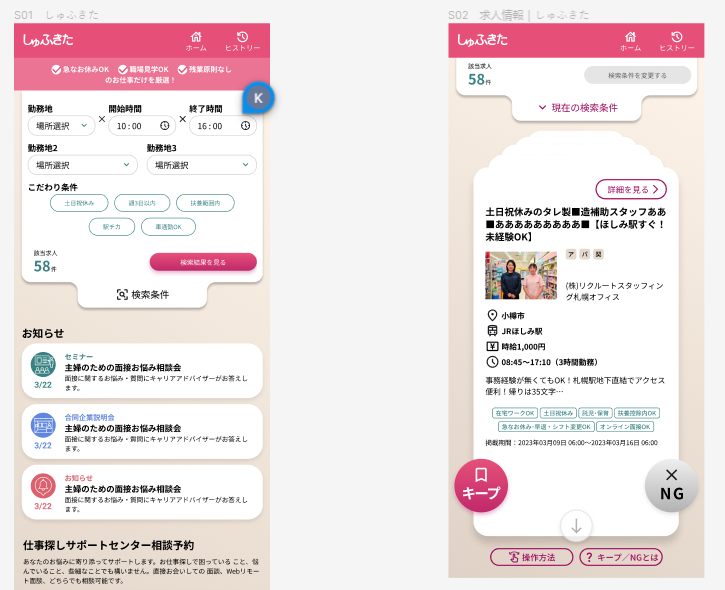 S01　しゅふきた
しゅふきた
ホーム
ヒストリー
急なお休みOK 職場見学OK 残業原則なし
のお仕事だけを厳選！
K
勤務地
開始時間
終了時間
場所選択
×
10 : 00
×
16 : 00
勤務地2
勤務地3
場所選択
場所選択
こだわり条件
土日祝休み
週3日以内
扶養範囲内
駅チカ
車通勤OK
該当求人
58件
検索結果を見る
検索条件
お知らせ
セミナー
主婦のための面接お悩み相談会
面接に関するお悩み・質問にキャリアアドバイザーがお答えし
ます。
3/22
合同企業説明会
主婦のための面接お悩み相談会
面接に関するお悩み・質問にキャリアアドバイザーがお答えし
ます。
3/22
お知らせ
主婦のための面接お悩み相談会
面接に関するお悩み・質問にキャリアアドバイザーがお答えし
ます。
3/22
仕事探しサポートセンター相談予約
あなたのお悩みに寄り添ってサポートします。お仕事探しで困っている こと、悩
んでいること、些細なことでも構いません。直接お会いしての 面談、Webリモー
ト面談、どちらでも相談可能です。
S02　求人情報｜しゅふきた
しゅふきた
ホーム
ヒストリー
該当求人
58件
検索条件を変更する
現在の検索条件
詳細を見る
土日祝休みのタレ製■造補助スタッフああ
■あああああああああ■【ほしみ駅すぐ！
未経験OK】
ア パ 契
(株)リクルートスタッフィン
グ札幌オフィス
小樽市
JRほしみ駅
時給1,000円
08:45〜17:10（3時間勤務）
事務経験が無くてもOK！札幌駅地下直結でアクセス
便利！帰りは35文字…
在宅ワークOK 土日祝休み 託児･保育 扶養控除内OK
急なお休み･早退・シフト変更OK オンライン面接OK
掲載期間：2023年03月09日 06:00〜2023年03月16日 06:00
キープ
NG
操作方法
? キープ／NGとは